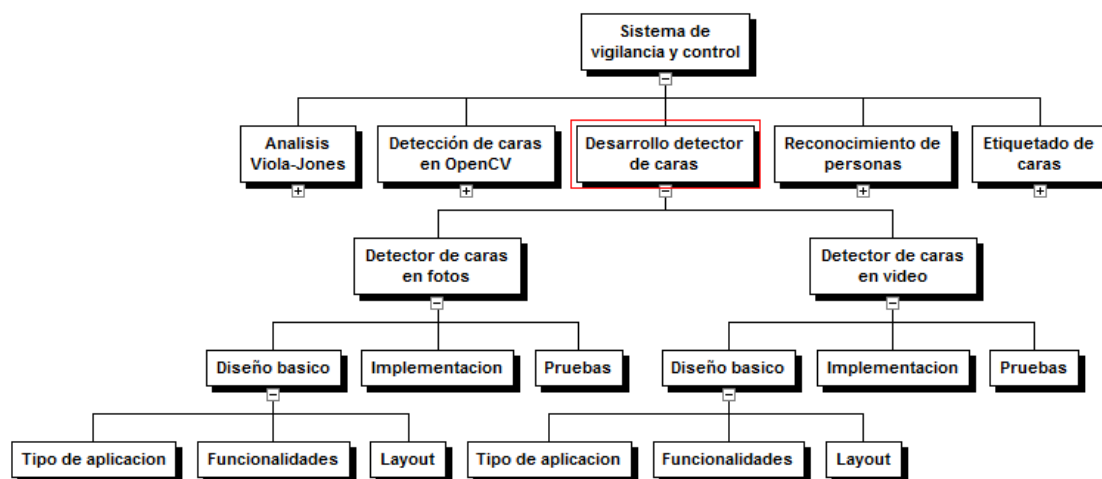 Sistema de
vigilancia y control
Analisis
Viola-Jones
Detección de caras
en OpenCV
Desarrollo detector
de caras
Reconocimiento de
personas
Etiquetado de
caras
Detector de caras
en fotos
Detector de caras
en video
Diseño basico
Implementacion
Pruebas
Diseño basico
Implementacion
Pruebas
Tipo de aplicacion
Funcionalidades
Layout
Tipo de aplicacion
Funcionalidades
Layout